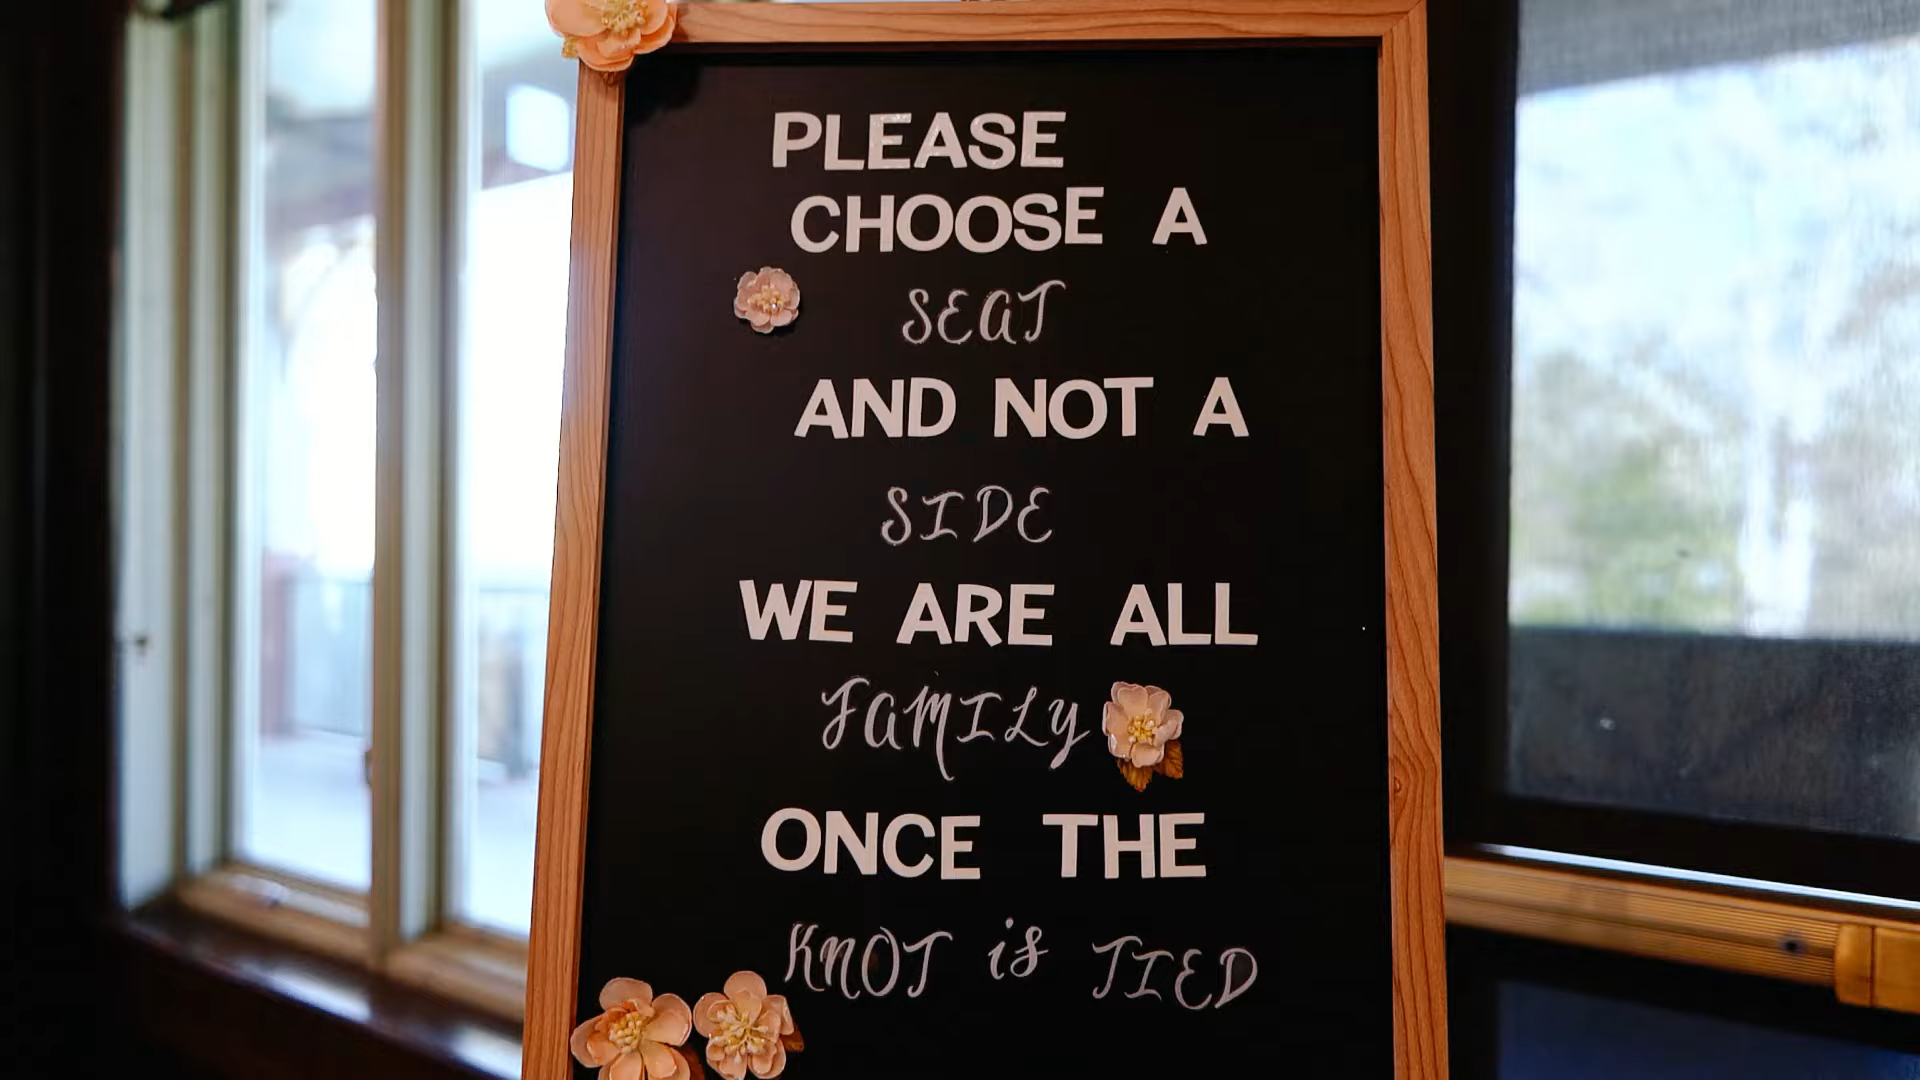 PLEASE
CHOOSE A
SEAT
AND NOT A
SIDE
WE ARE ALL
FAMILY
ONCE THE
KNOT is TIED